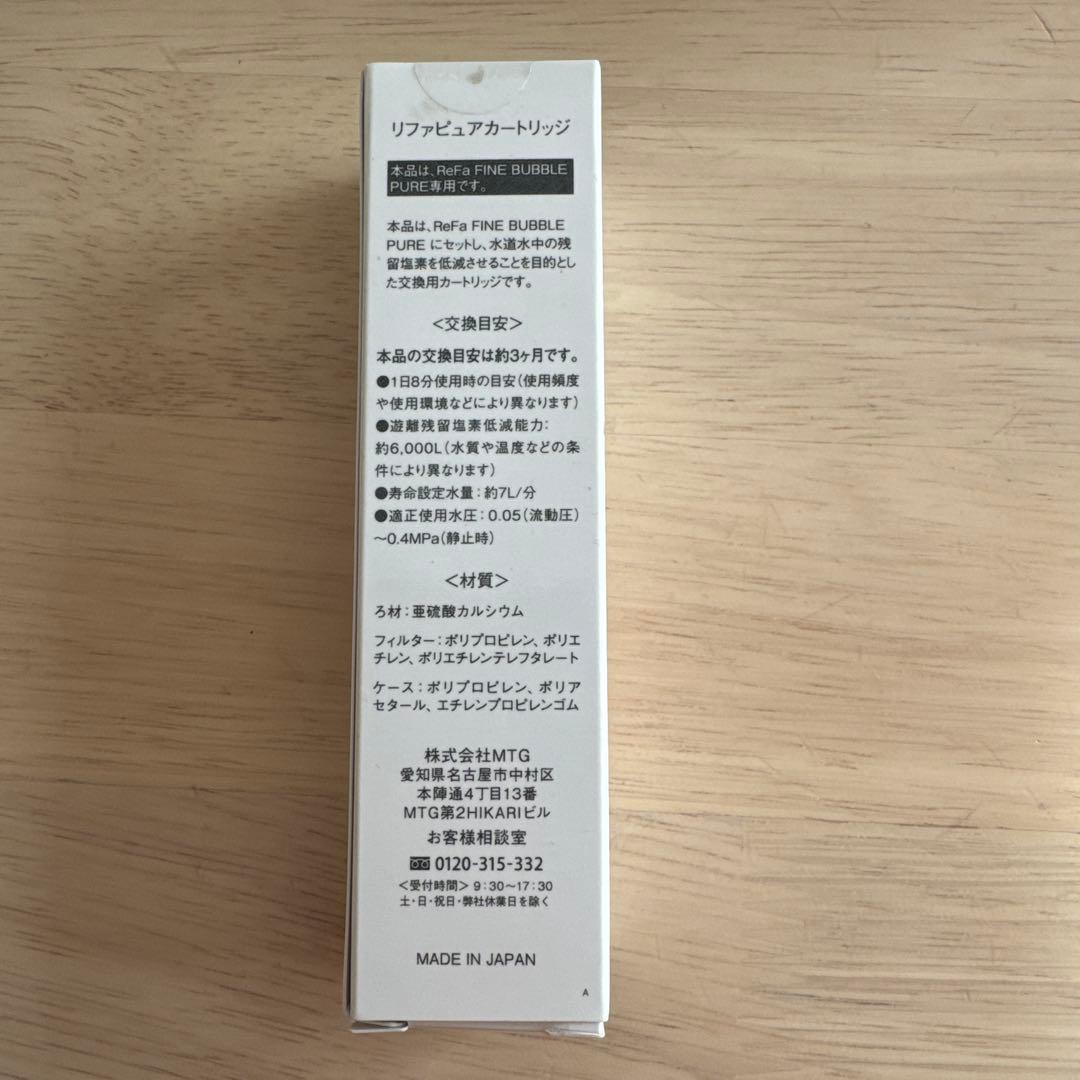 リファピュアカートリッジ
本品は、ReFa FINE BUBBLE
PURE専用です。
本品は、ReFa FINE BUBBLE
PURE にセットし、水道水中の残
留塩素を低減させることを目的とし
た交換用カートリッジです。
＜交換目安＞
本品の交換目安は約3ヶ月です。
●1日8分使用時の目安（使用頻度
や使用環境などにより異なります）
●遊離残留塩素低減能力：
約6,000L（水質や温度などの条
件により異なります）
●寿命設定水量：約7L/分
●適正使用水圧：0.05（流動圧）
～0.4MPa（静止時）
＜材質＞
ろ材：亜硫酸カルシウム
フィルター：ポリプロピレン、ポリエ
チレン、ポリエチレンテレフタレート
ケース：ポリプロピレン、ポリア
セタール、エチレンプロピレンゴム
株式会社MTG
愛知県名古屋市中村区
本陣通4丁目13番
MTG第2HIKARIビル
お客様相談室
0120-315-332
＜受付時間＞ 9：30～17：30
土・日・祝日・弊社休業日を除く
MADE IN JAPAN
A